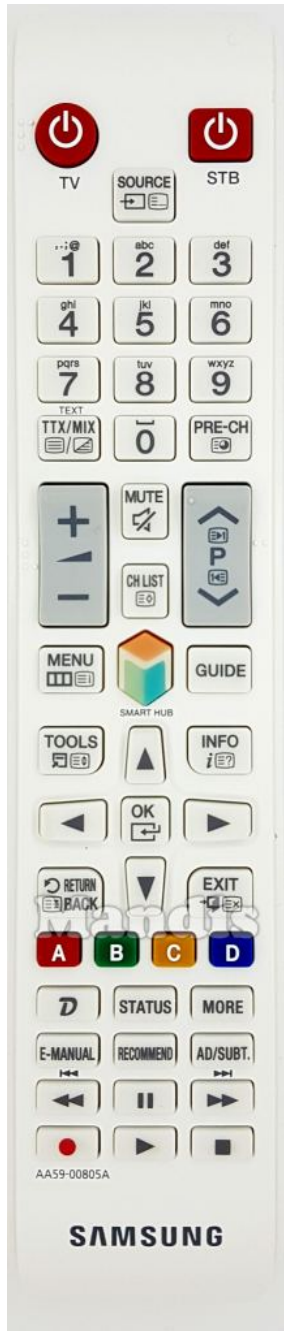 TV STB
SOURCE
.,-;@ abc def
1 2 3
ghi jkl mno
4 5 6
pqrs tuv wxyz
7 8 9
TEXT
TTX/MIX 0 PRE-CH
MUTE
+ P −
CH LIST
MENU GUIDE
SMART HUB
TOOLS INFO
i ?
OK
RETURN EXIT
BACK
Mandis
A B C D
D STATUS MORE
E-MANUAL RECOMMEND AD/SUBT.
AA59-00805A
SAMSUNG